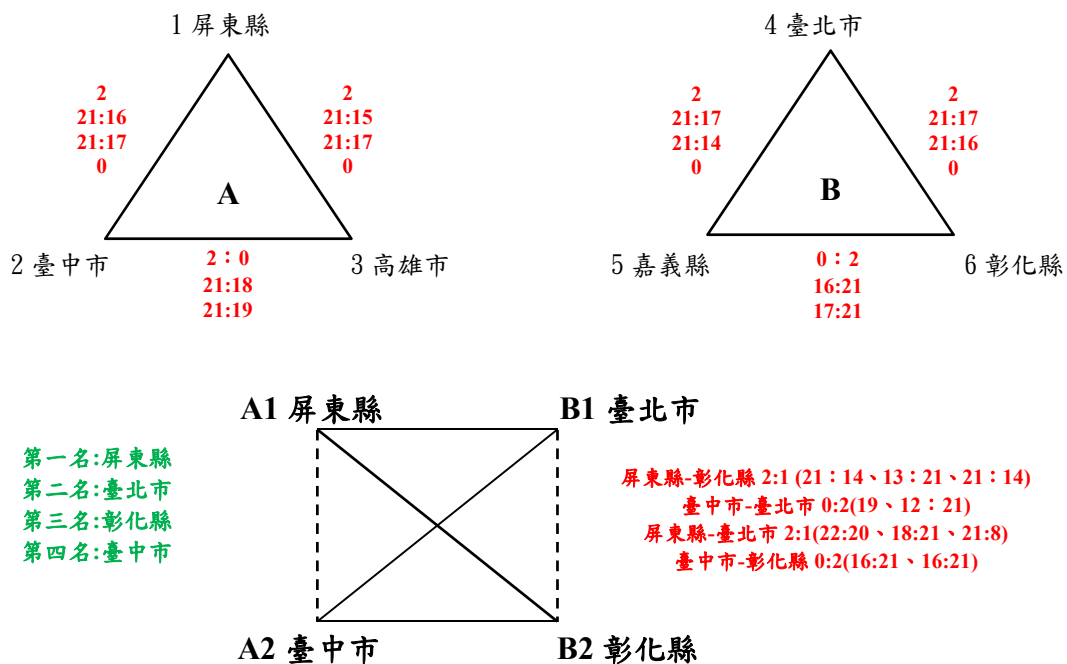 1 屏東縣
2
21:16
21:17
0
2
21:15
21:17
0
A
2 臺中市
3 高雄市
2：0
21:18
21:19
4 臺北市
2
21:17
21:14
0
2
21:17
21:16
0
B
5 嘉義縣
6 彰化縣
0：2
16:21
17:21
A1 屏東縣
B1 臺北市
第一名:屏東縣
第二名:臺北市
第三名:彰化縣
第四名:臺中市
屏東縣-彰化縣 2:1 (21：14、13：21、21：14)
臺中市-臺北市 0:2(19、12：21)
屏東縣-臺北市 2:1(22:20、18:21、21:8)
臺中市-彰化縣 0:2(16:21、16:21)
A2 臺中市
B2 彰化縣